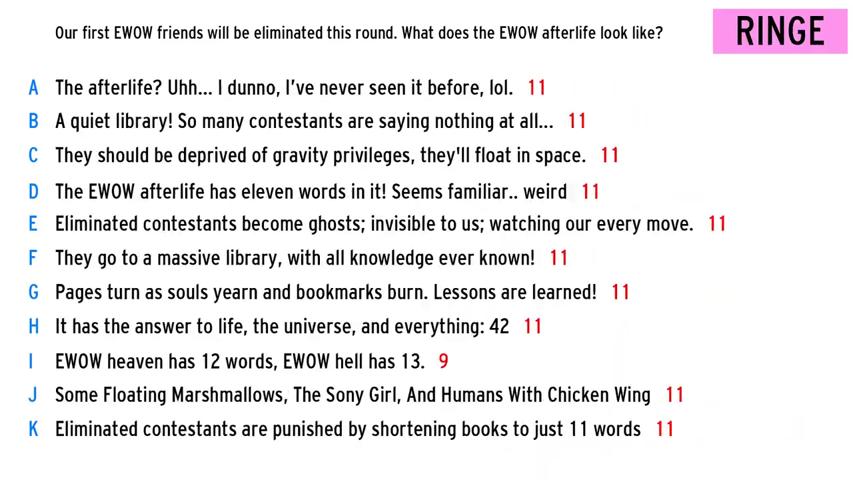 Our first EWOW friends will be eliminated this round. What does the EWOW afterlife look like?
RINGE
A The afterlife? Uhh... I dunno, I've never seen it before, lol. 11
B A quiet library! So many contestants are saying nothing at all... 11
C They should be deprived of gravity privileges, they'll float in space. 11
D The EWOW afterlife has eleven words in it! Seems familiar.. weird 11
E Eliminated contestants become ghosts; invisible to us; watching our every move. 11
F They go to a massive library, with all knowledge ever known! 11
G Pages turn as souls yearn and bookmarks burn. Lessons are learned! 11
H It has the answer to life, the universe, and everything: 42 11
I EWOW heaven has 12 words, EWOW hell has 13. 9
J Some Floating Marshmallows, The Sony Girl, And Humans With Chicken Wing 11
K Eliminated contestants are punished by shortening books to just 11 words 11